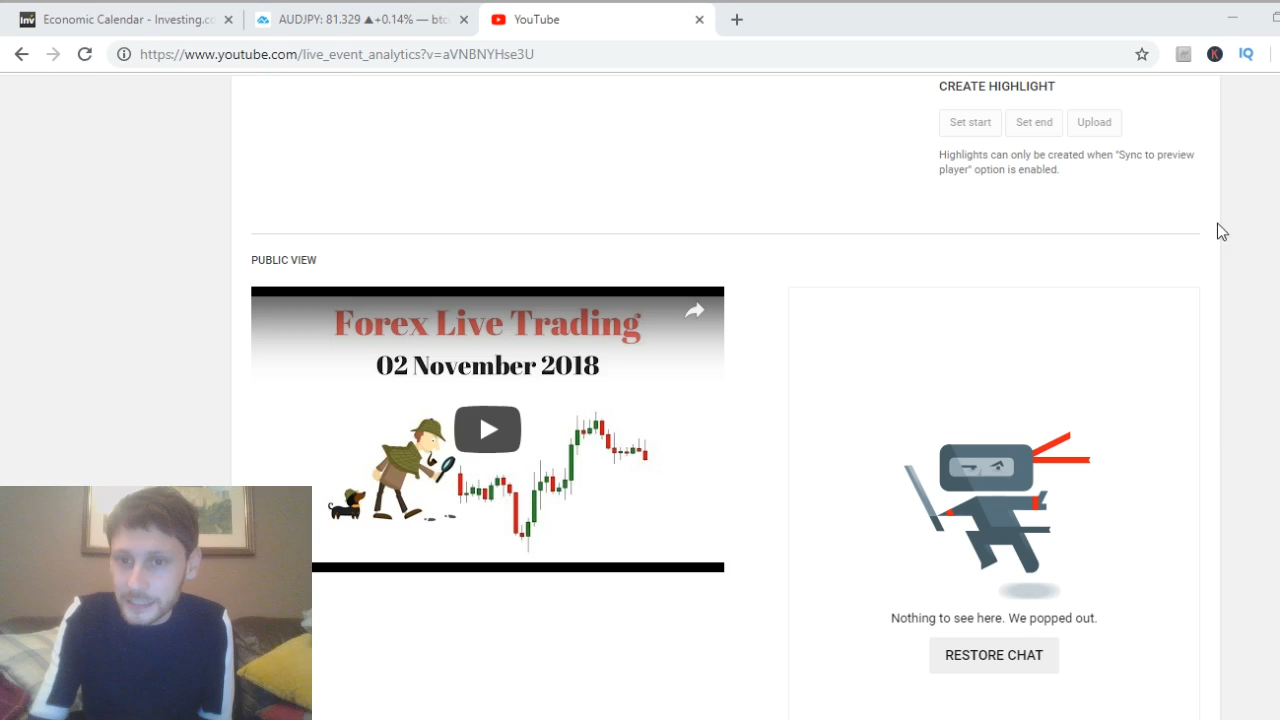 Economic Calendar - Investing.co
AUDJPY: 81.329 ▲+0.14% — btc
YouTube
https://www.youtube.com/live_event_analytics?v=aVNBNYHse3U
K
IQ
CREATE HIGHLIGHT
Set start
Set end
Upload
Highlights can only be created when "Sync to preview
player" option is enabled.
PUBLIC VIEW
Forex Live Trading
02 November 2018
Nothing to see here. We popped out.
RESTORE CHAT